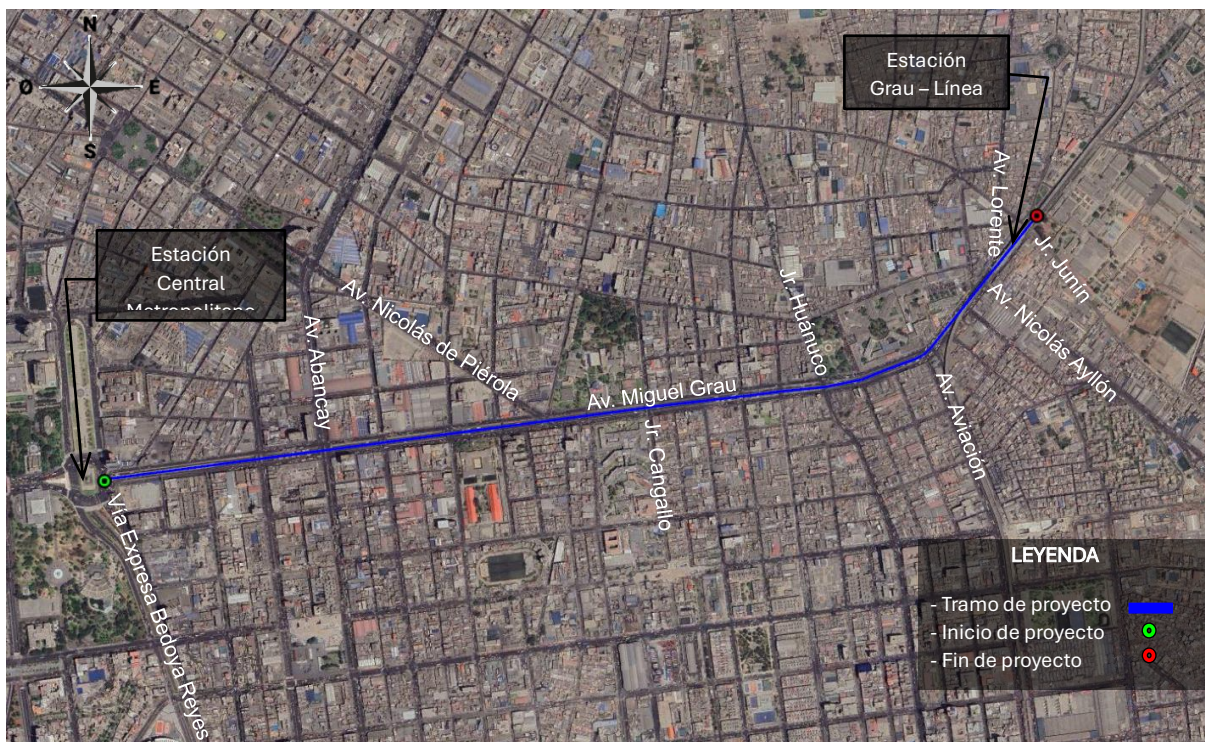 N
Ø E
S
Estación
Grau – Línea
Estación
Central
Metropolitano
Av. Lorente
Jr. Junín
Av. Nicolás Ayllón
Jr. Huánuco
Av. Nicolás de Piérola
Av. Abancay
Av. Miguel Grau
Av. Aviación
Jr. Cangallo
Vía Expresa Bedoya Reyes
LEYENDA
- Tramo de proyecto
- Inicio de proyecto
- Fin de proyecto